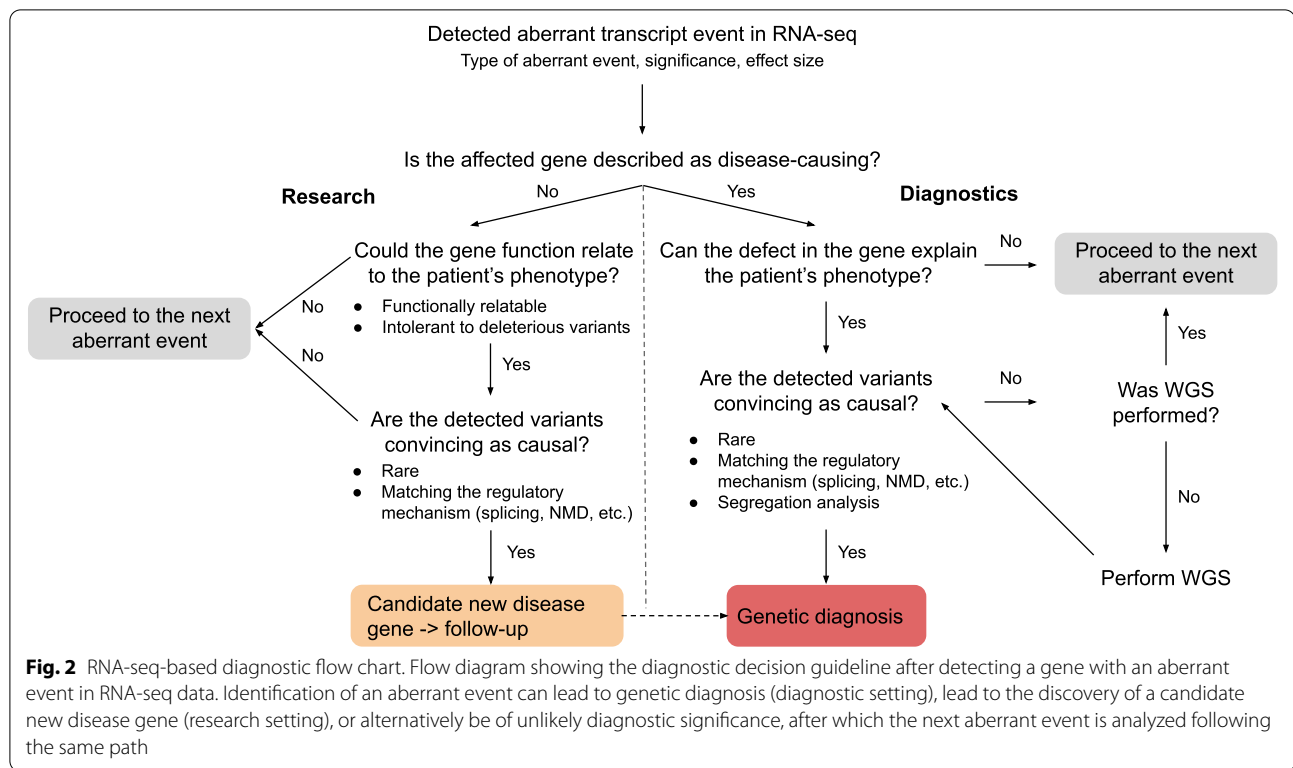 Detected aberrant transcript event in RNA-seq
Type of aberrant event, significance, effect size
Is the affected gene described as disease-causing?
Research
No
Yes
Diagnostics
Could the gene function relate
to the patient's phenotype?
● Functionally relatable
● Intolerant to deleterious variants
Can the defect in the gene explain
the patient's phenotype?
No
Proceed to the next
aberrant event
No
Proceed to the next
aberrant event
No
Yes
Yes
Yes
Are the detected variants
convincing as causal?
● Rare
● Matching the regulatory
mechanism (splicing, NMD, etc.)
Are the detected variants
convincing as causal?
● Rare
● Matching the regulatory
mechanism (splicing, NMD, etc.)
● Segregation analysis
No
Was WGS
performed?
No
Perform WGS
Yes
Yes
Candidate new disease
gene -> follow-up
Genetic diagnosis
Fig. 2 RNA-seq-based diagnostic flow chart. Flow diagram showing the diagnostic decision guideline after detecting a gene with an aberrant
event in RNA-seq data. Identification of an aberrant event can lead to genetic diagnosis (diagnostic setting), lead to the discovery of a candidate
new disease gene (research setting), or alternatively be of unlikely diagnostic significance, after which the next aberrant event is analyzed following
the same path